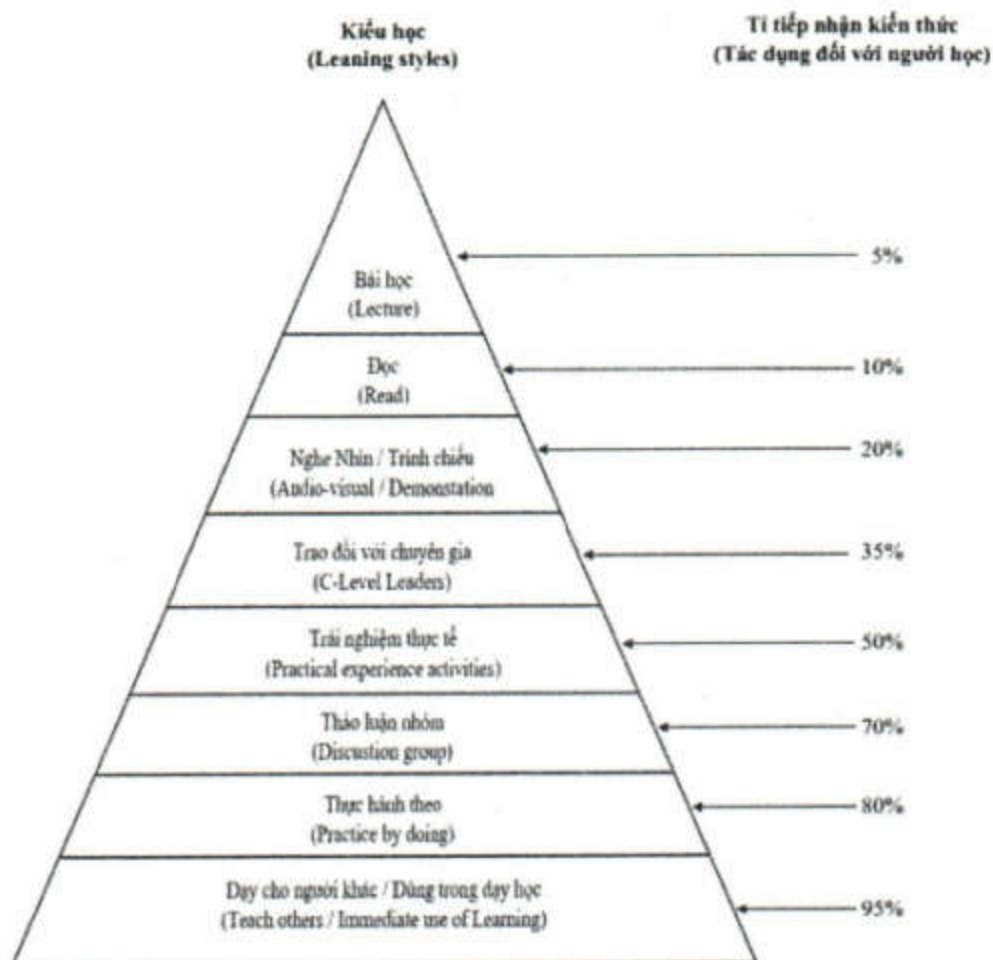 Kiểu học
(Leaning styles)
Tỉ tiếp nhận kiến thức
(Tác dụng đối với người học)
5%
Bài học
(Lecture)
Đọc
(Read)
10%
Nghe Nhìn / Trình chiếu
(Audio-visual / Demonstation
20%
Trao đổi với chuyên gia
(C-Level Leaders)
35%
Trải nghiệm thực tế
(Practical experience activities)
50%
Thảo luận nhóm
(Discustion group)
70%
Thực hành theo
(Practice by doing)
80%
Dạy cho người khác / Dùng trong dạy học
(Teach others / Immediate use of Learning)
95%